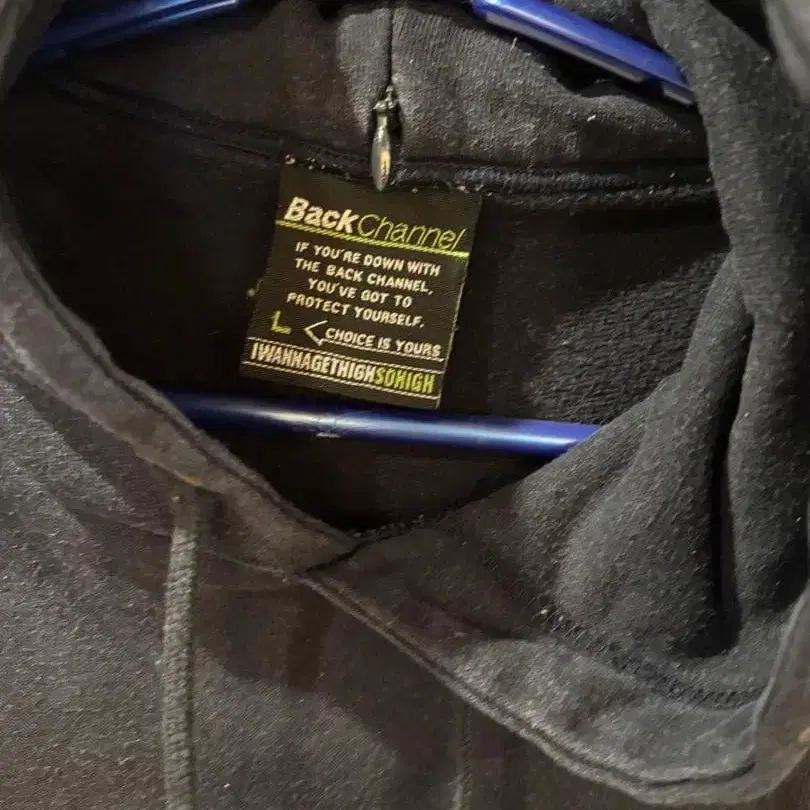 BackChannel
IF YOU'RE DOWN WITH
THE BACK CHANNEL,
YOU'VE GOT TO
PROTECT YOURSELF.
L < CHOICE IS YOURS
IWANNAGETHIGHSOHIGH